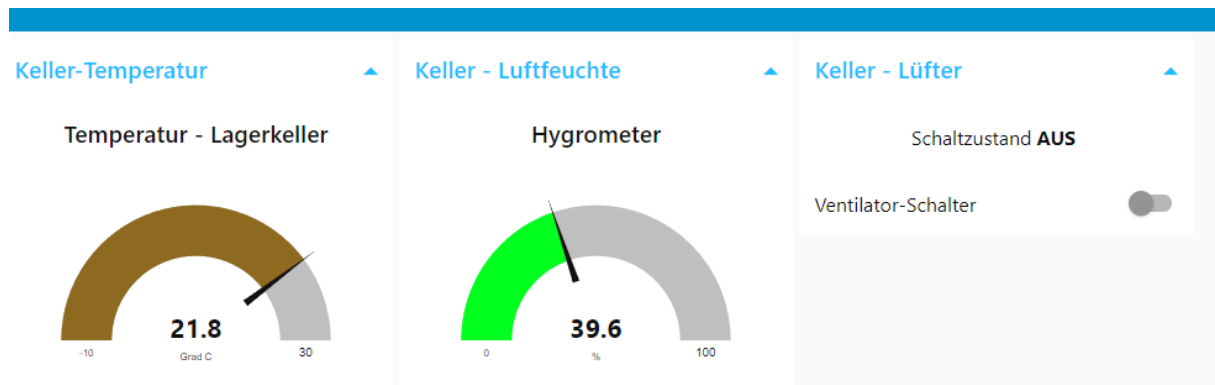 Keller-Temperatur
Temperatur - Lagerkeller
21.8
Grad C
-10
30
Keller - Luftfeuchte
Hygrometer
39.6
%
0
100
Keller - Lüfter
Schaltzustand AUS
Ventilator-Schalter